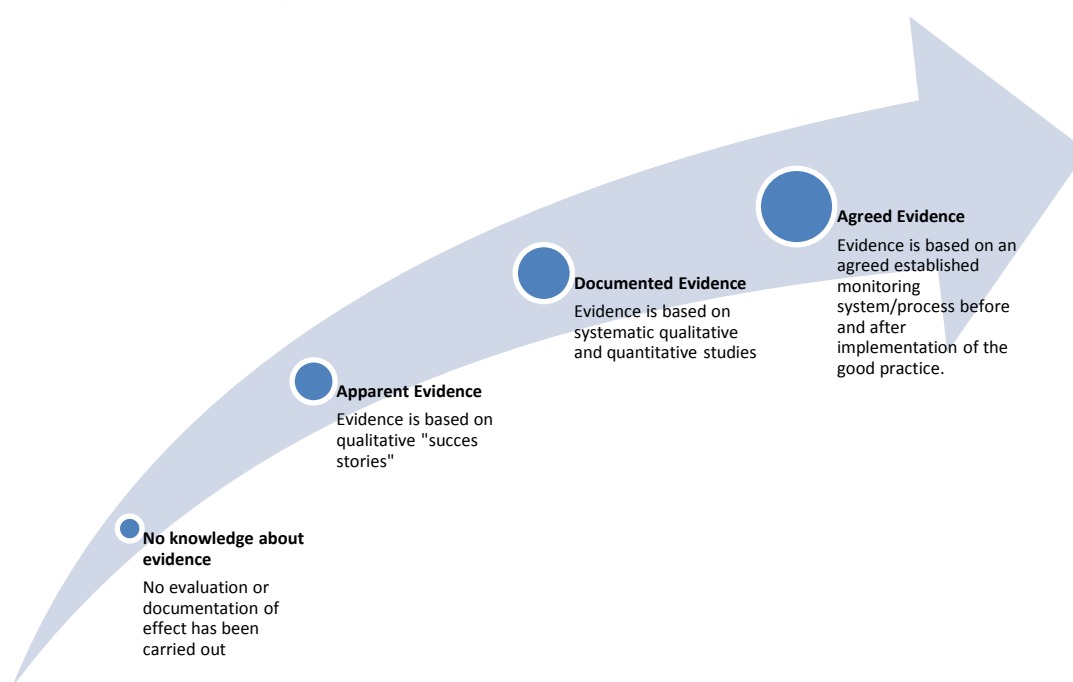 No knowledge about
evidence
No evaluation or
documentation of
effect has been
carried out
Apparent Evidence
Evidence is based on
qualitative "succes
stories"
Documented Evidence
Evidence is based on
systematic qualitative
and quantitative studies
Agreed Evidence
Evidence is based on an
agreed established
monitoring
system/process before
and after
implementation of the
good practice.